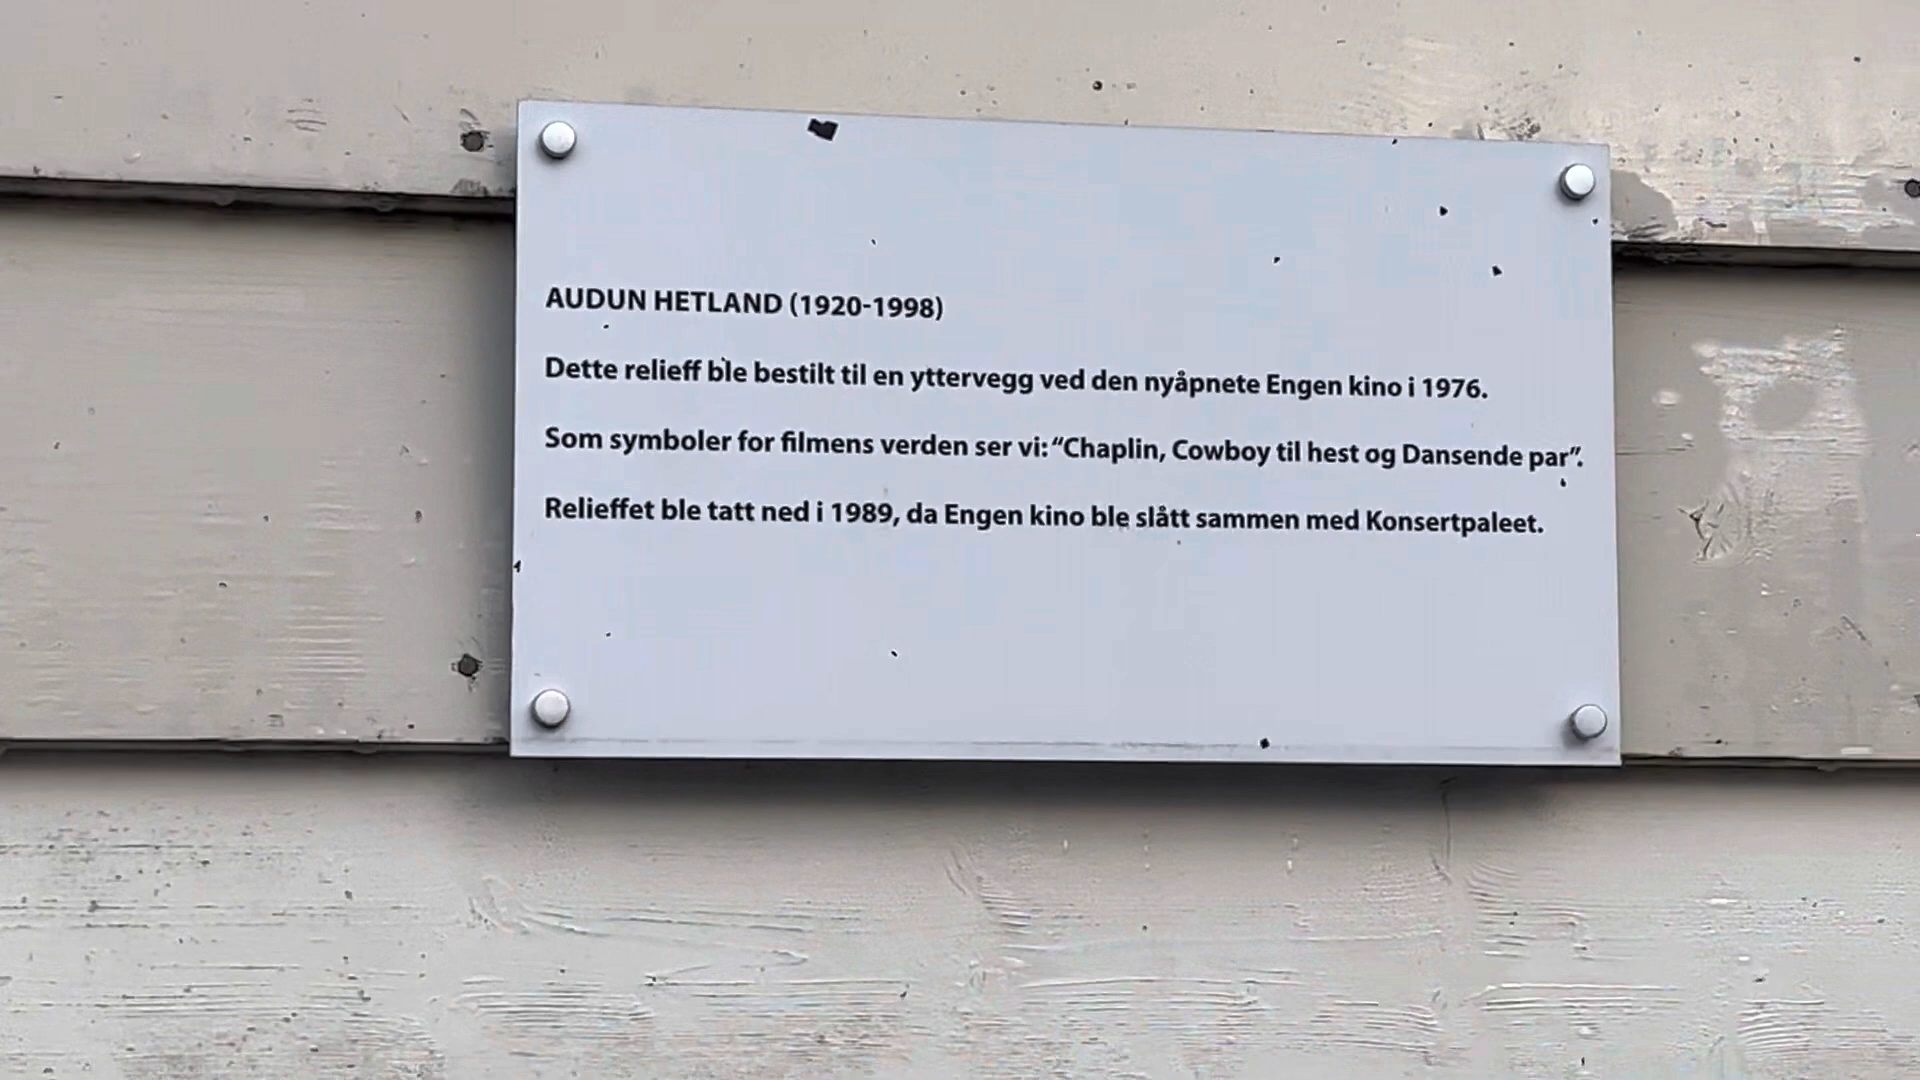 AUDUN HETLAND (1920-1998)
Dette relieff ble bestilt til en yttervegg ved den nyåpnete Engen kino i 1976.
Som symboler for filmens verden ser vi: “Chaplin, Cowboy til hest og Dansende par”.
Relieffet ble tatt ned i 1989, da Engen kino ble slått sammen med Konsertpaleet.